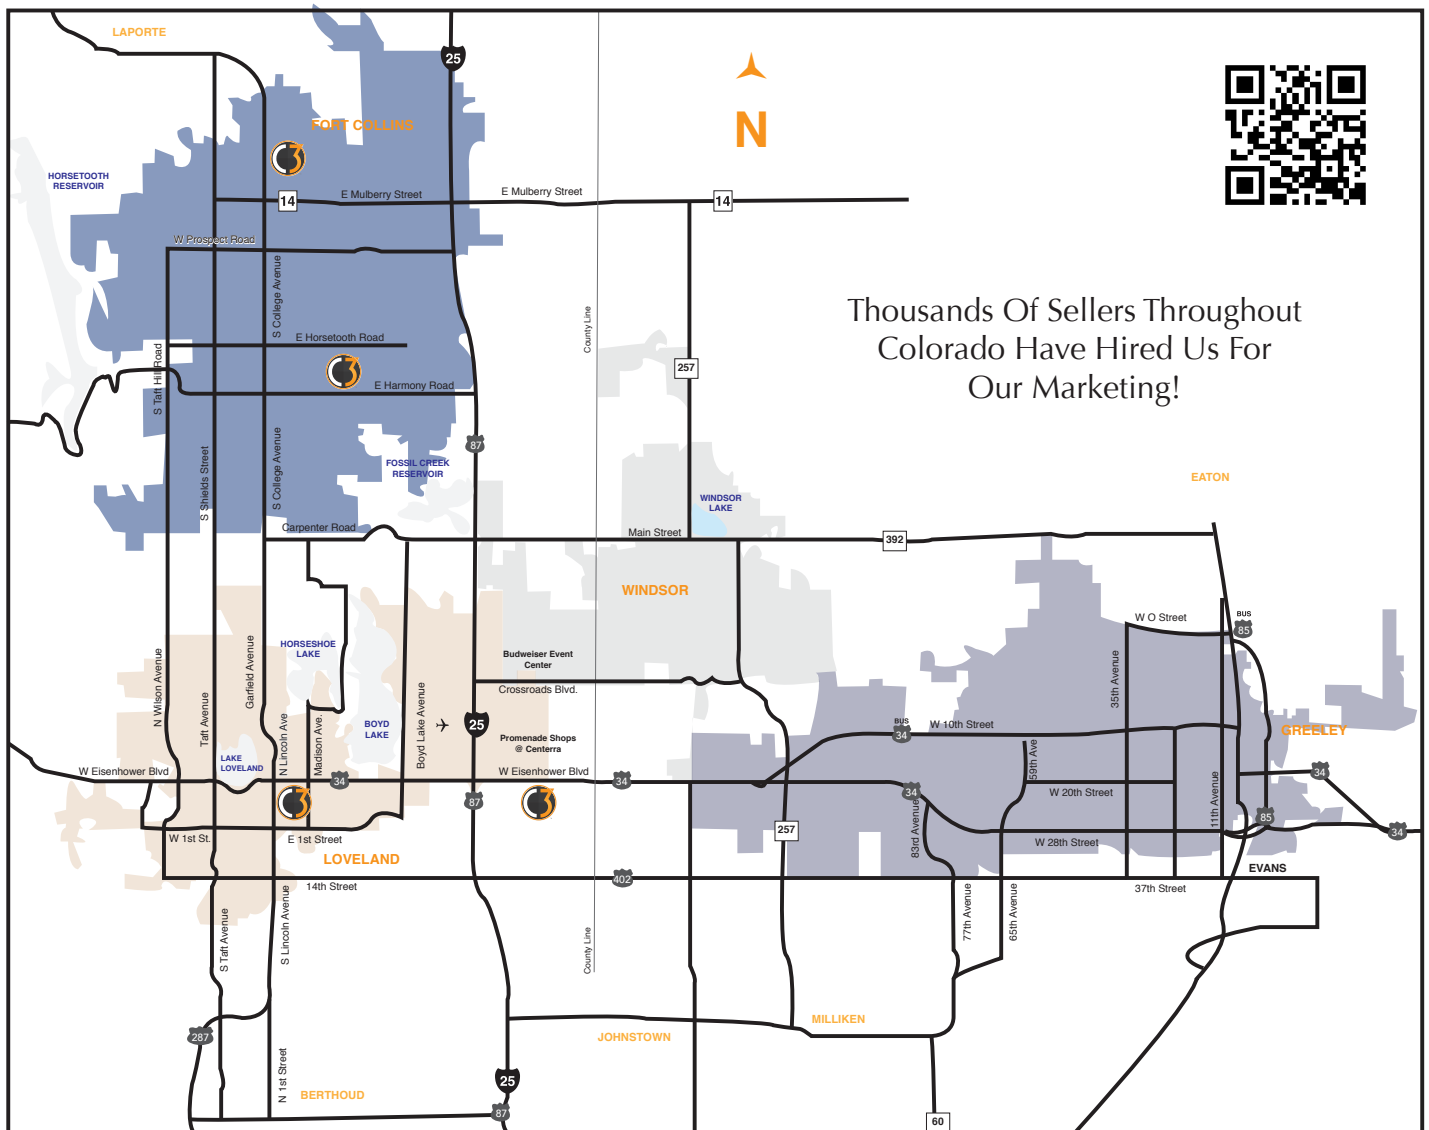 LAPORTE
25
FORT COLLINS
3
N
HORSETOOTH
RESERVOIR
E Mulberry Street
E Mulberry Street
14
14
W Prospect Road
S College Avenue
County Line
Thousands Of Sellers Throughout
Colorado Have Hired Us For
Our Marketing!
E Horsetooth Road
S Taft Hill Road
3
257
E Harmony Road
87
S Shields Street
S College Avenue
FOSSIL CREEK
RESERVOIR
EATON
WINDSOR
LAKE
Carpenter Road
Main Street
392
WINDSOR
BUS
85
W O Street
HORSESHOE
LAKE
Garfield Avenue
N Wilson Avenue
Budweiser Event
Center
Crossroads Blvd.
35th Avenue
Taft Avenue
N Lincoln Ave
Madison Ave.
BOYD
LAKE
Boyd Lake Avenue
25
BUS
34
W 10th Street
GREELEY
Promenade Shops
@ Centerra
LAKE
LOVELAND
59th Ave
W Eisenhower Blvd
34
W Eisenhower Blvd
34
34
34
W 20th Street
11th Avenue
3
87
3
83rd Avenue
85
257
34
W 1st St.
E 1st Street
W 28th Street
LOVELAND
EVANS
14th Street
402
37th Street
S Lincoln Avenue
S Taft Avenue
County Line
77th Avenue
65th Avenue
287
JOHNSTOWN
MILLIKEN
N 1st Street
25
BERTHOUD
87
60